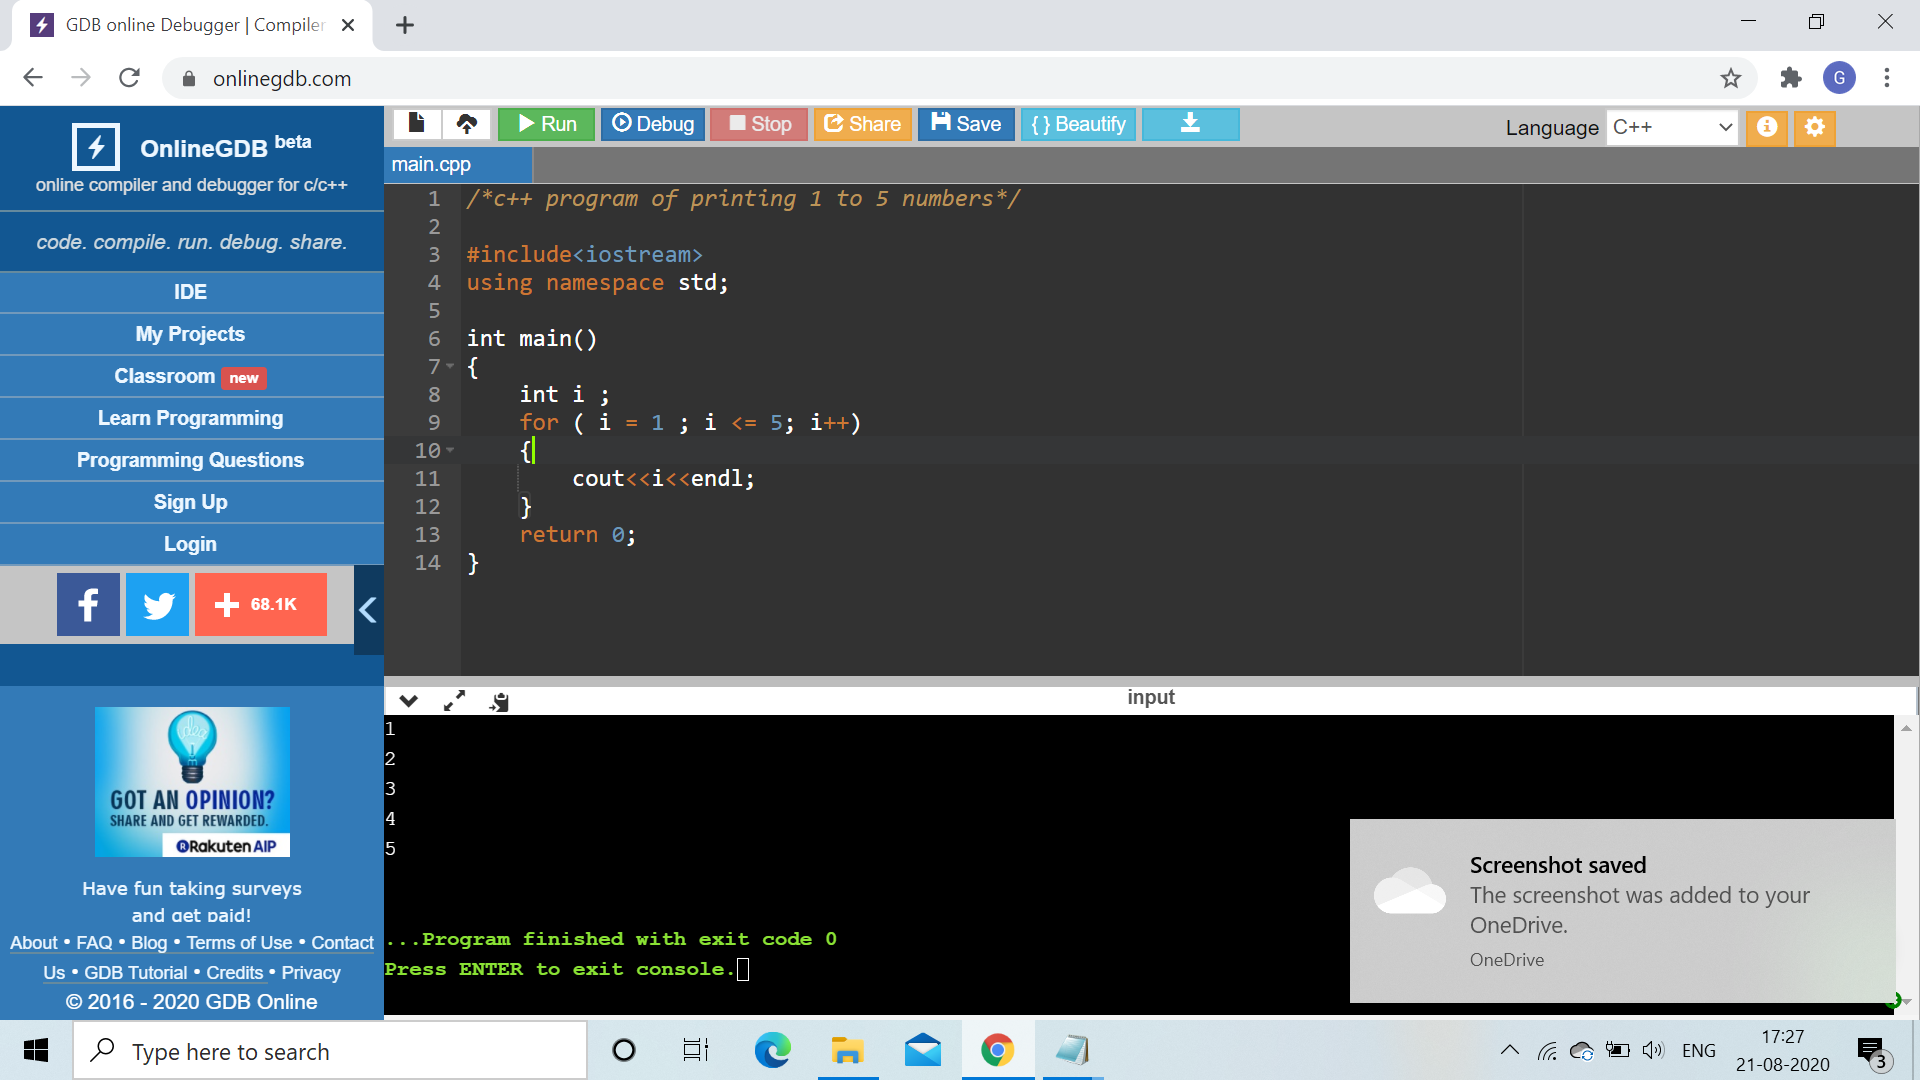 GDB online Debugger | Compiler
onlinegdb.com
G
OnlineGDB beta
online compiler and debugger for c/c++
code. compile. run. debug. share.
IDE
My Projects
Classroom new
Learn Programming
Programming Questions
Sign Up
Login
f
68.1K
idea
GOT AN OPINION?
SHARE AND GET REWARDED.
Rakuten AIP
Have fun taking surveys
and get paid!
About • FAQ • Blog • Terms of Use • Contact
Us • GDB Tutorial • Credits • Privacy
© 2016 - 2020 GDB Online
Run Debug Stop Share Save { } Beautify
Language C++
main.cpp
1 /*c++ program of printing 1 to 5 numbers*/
2
3 #include<iostream>
4 using namespace std;
5
6 int main()
7 {
8     int i ;
9     for ( i = 1 ; i <= 5; i++)
10     {
11         cout<<i<<endl;
12     }
13     return 0;
14 }
input
1
2
3
4
5
...Program finished with exit code 0
Press ENTER to exit console.
Screenshot saved
The screenshot was added to your
OneDrive.
OneDrive
Type here to search
ENG
17:27
21-08-2020
3